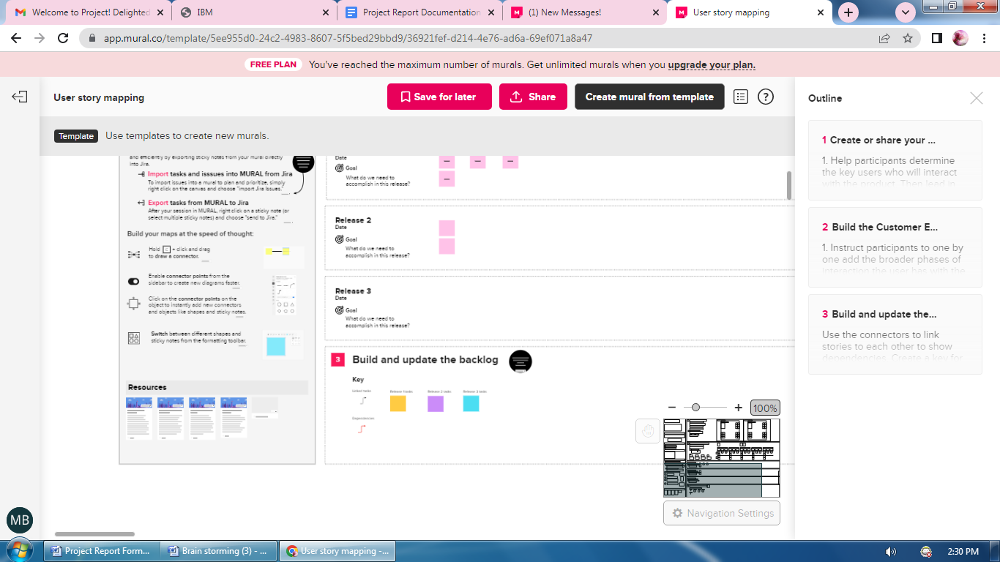 Welcome to Project! Delighted
IBM
Project Report Documentation
(1) New Messages!
User story mapping
app.mural.co/template/5ee955d0-24c2-4983-8607-5f5bed29bbd9/36921fef-d214-4e76-ad6a-69ef071a8a47
FREE PLAN You've reached the maximum number of murals. Get unlimited murals when you upgrade your plan.
User story mapping
Save for later
Share
Create mural from template
Template Use templates to create new murals.
and efficiently by exporting sticky notes from your mural directly
into Jira.
Import tasks and isssues into MURAL from Jira
To import issues into a mural to plan and prioritize, simply
right click on the canvas and choose "import Jira Issues."
Export tasks from MURAL to Jira
After your session in MURAL, right click on a sticky note (or
select multiple sticky notes) and choose "send to Jira."
Build your maps at the speed of thought:
Hold C + click and drag
to draw a connector.
Enable connector points from the
sidebar to create new diagrams faster.
Click on the connector points on the
object to instantly add new connectors
and objects like shapes and sticky notes.
Switch between different shapes and
sticky notes from the formatting toolbar.
Resources
Date
Goal
What do we need to
accomplish in this release?
Release 2
Date
Goal
What do we need to
accomplish in this release?
Release 3
Date
Goal
What do we need to
accomplish in this release?
3 Build and update the backlog
Key
Release 2 tasks
Release 3 tasks
Dependencies
Outline
1 Create or share your ...
1. Help participants determine
the key users who will interact
with the product. Then lead in
2 Build the Customer E...
1. Instruct participants to one by
one add the broader phases of
interaction the user has with the
3 Build and update the...
Use the connectors to link
stories to each other to show
dependencies. Create a key for
100%
Navigation Settings
MB
Project Report Form...
Brain storming (3) - ...
User story mapping -...
2:30 PM